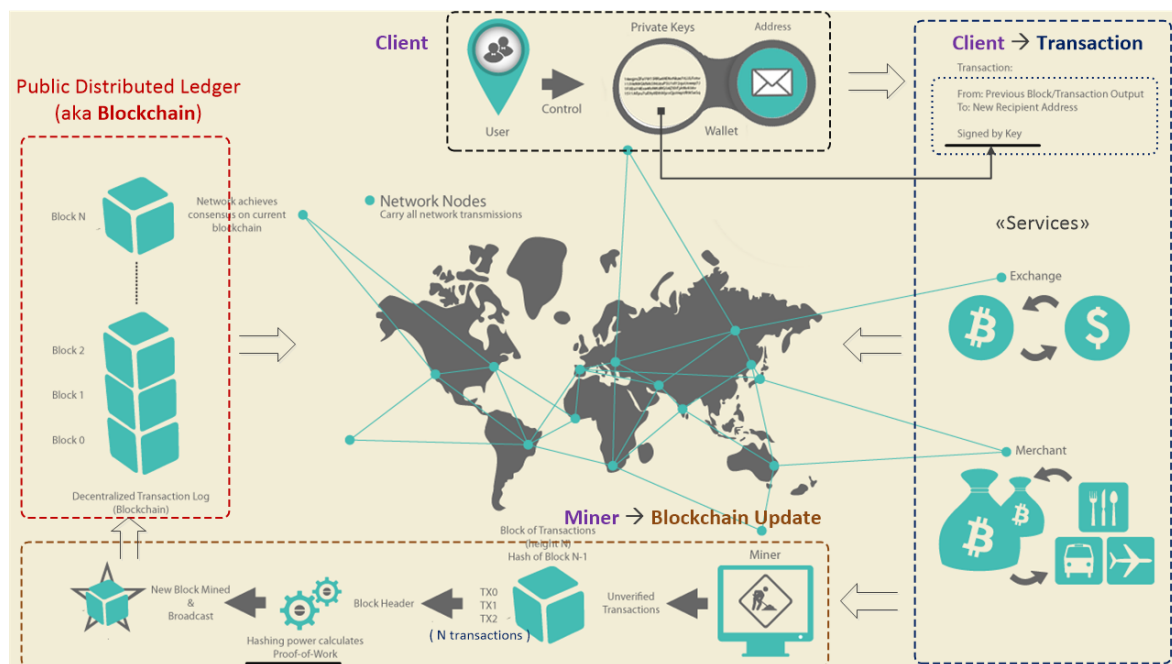 Client
Private Keys
Address
Control
User
Wallet
Client → Transaction
Transaction:
From: Previous Block/Transaction Output
To: New Recipient Address
Signed by Key
Public Distributed Ledger
(aka Blockchain)
Block N
Network achieves
consensus on current
blockchain
Block 2
Block 1
Block 0
Decentralized Transaction Log
(Blockchain)
Network Nodes
Carry all network transmissions
«Services»
Exchange
Merchant
Miner → Blockchain Update
Block of Transactions
(height N)
Hash of Block N-1
Miner
Unverified
Transactions
TX0
TX1
TX2
( N transactions )
Block Header
Hashing power calculates
Proof-of-Work
New Block Mined
&
Broadcast